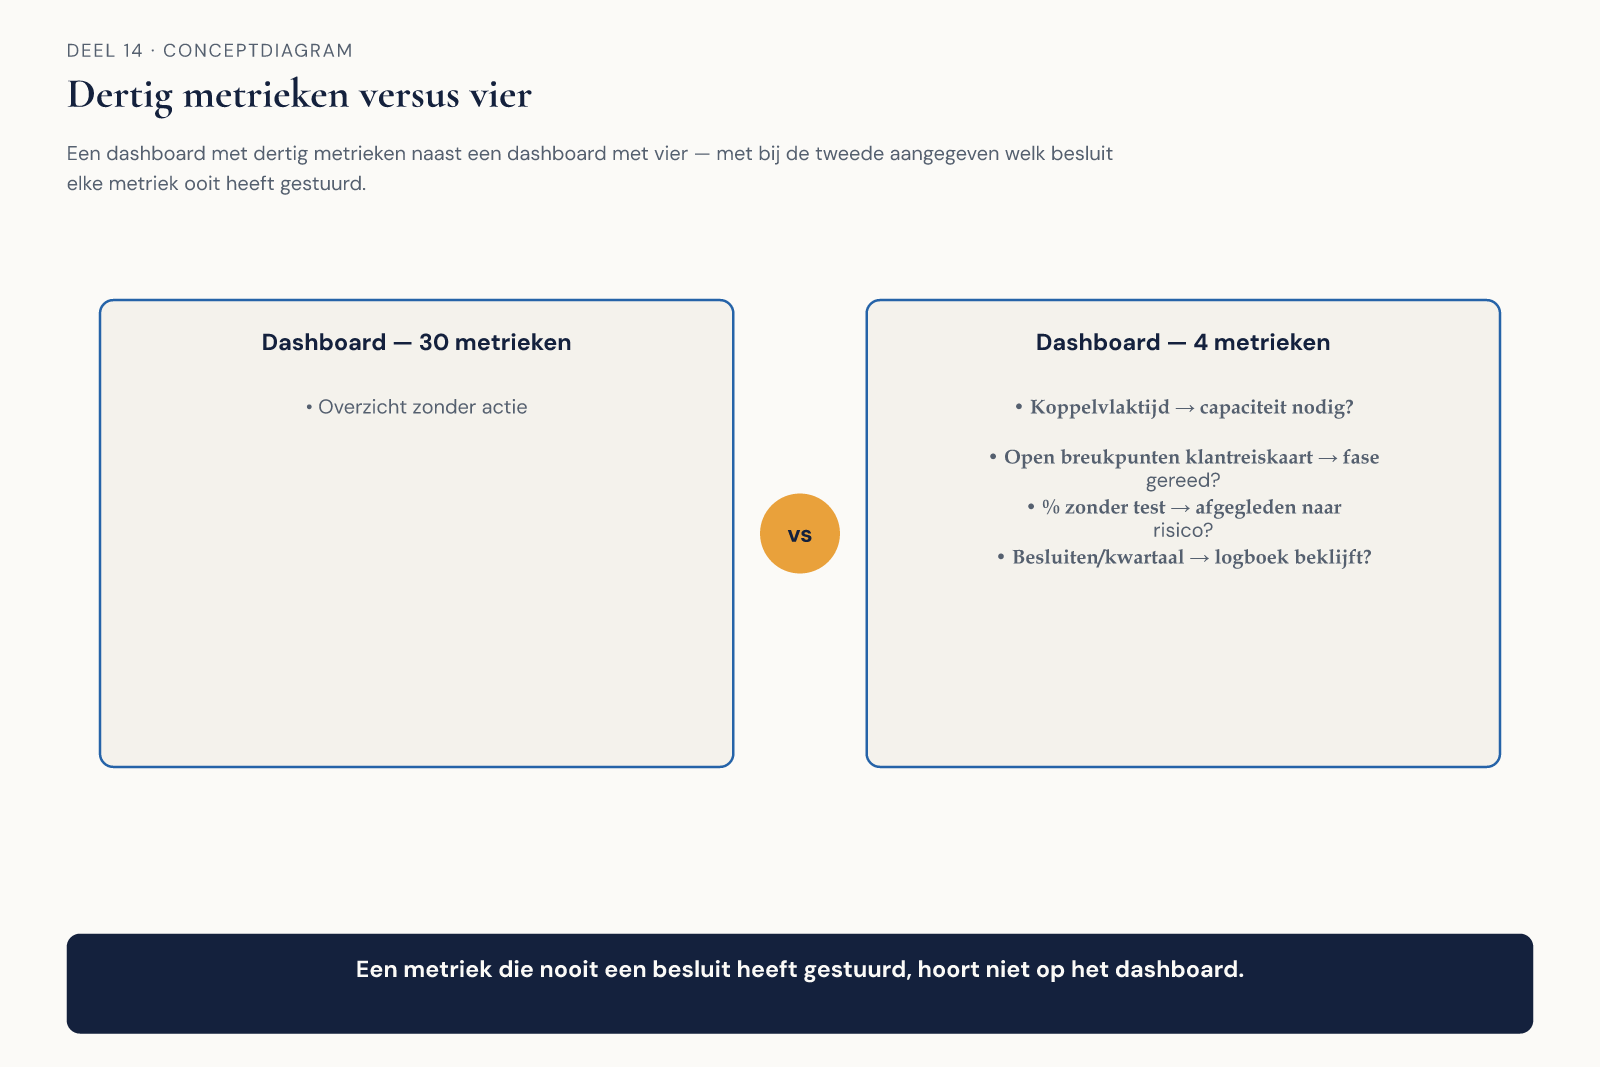 DEEL 14 · CONCEPTDIAGRAM
Dertig metrieken versus vier
Een dashboard met dertig metrieken naast een dashboard met vier — met bij de tweede aangegeven welk besluit
elke metriek ooit heeft gestuurd.
Dashboard — 30 metrieken
• Overzicht zonder actie
vs
Dashboard — 4 metrieken
• Koppelvlaktijd → capaciteit nodig?
• Open breukpunten klantreiskaart → fase
gereed?
• % zonder test → afgegleden naar
risico?
• Besluiten/kwartaal → logboek beklijft?
Een metriek die nooit een besluit heeft gestuurd, hoort niet op het dashboard.